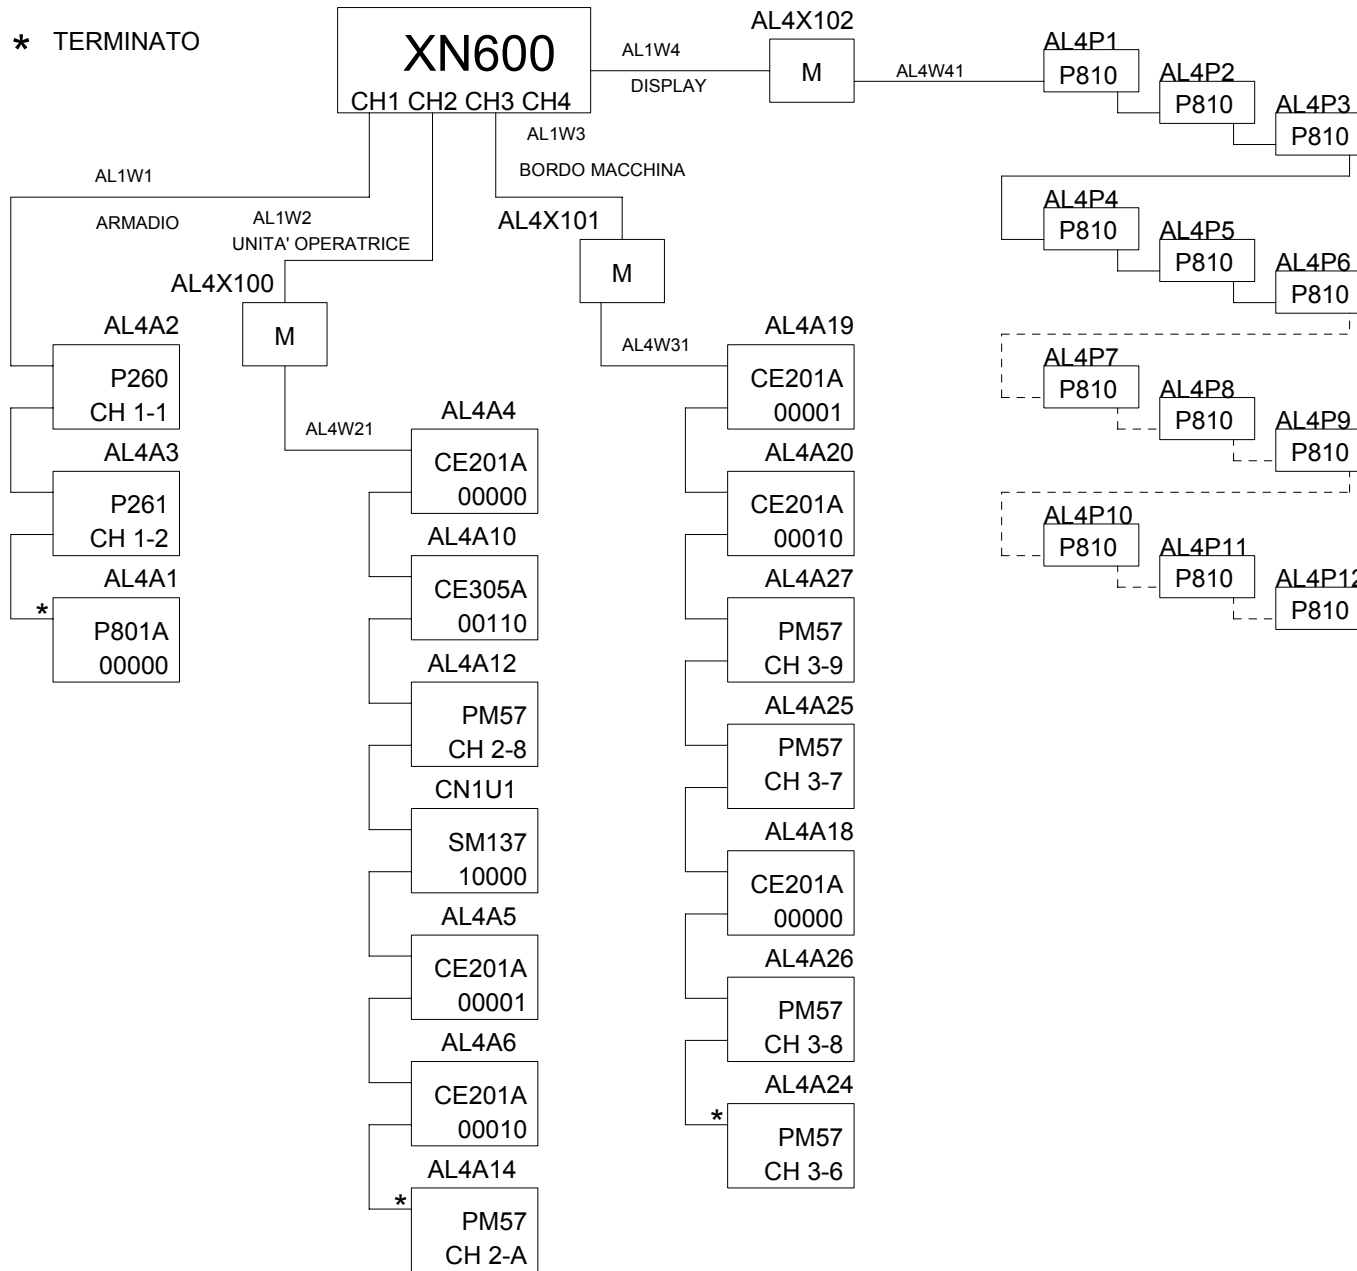 * TERMINATO
XN600
CH1 CH2 CH3 CH4
AL1W4
DISPLAY
AL4X102
M
AL4W41
AL4P1
P810
AL4P2
P810
AL4P3
P810
AL4P4
P810
AL4P5
P810
AL4P6
P810
AL4P7
P810
AL4P8
P810
AL4P9
P810
AL4P10
P810
AL4P11
P810
AL4P12
P810
AL1W1
ARMADIO
AL4A2
P260
CH 1-1
AL4A3
P261
CH 1-2
AL4A1
*
P801A
00000
AL1W2
UNITA' OPERATRICE
AL4X100
M
AL4W21
AL4A4
CE201A
00000
AL4A10
CE305A
00110
AL4A12
PM57
CH 2-8
CN1U1
SM137
10000
AL4A5
CE201A
00001
AL4A6
CE201A
00010
AL4A14
*
PM57
CH 2-A
AL1W3
BORDO MACCHINA
AL4X101
M
AL4W31
AL4A19
CE201A
00001
AL4A20
CE201A
00010
AL4A27
PM57
CH 3-9
AL4A25
PM57
CH 3-7
AL4A18
CE201A
00000
AL4A26
PM57
CH 3-8
AL4A24
*
PM57
CH 3-6